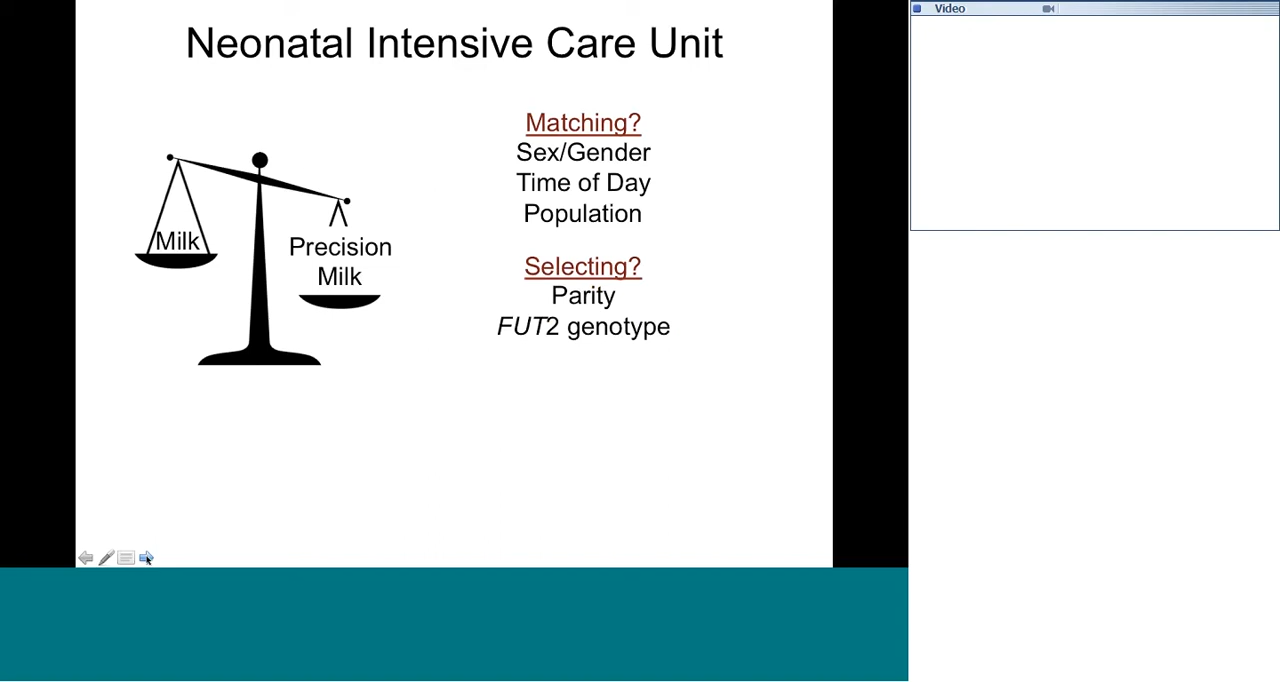 Neonatal Intensive Care Unit
Milk
Precision
Milk
Matching?
Sex/Gender
Time of Day
Population
Selecting?
Parity
FUT2 genotype
Video